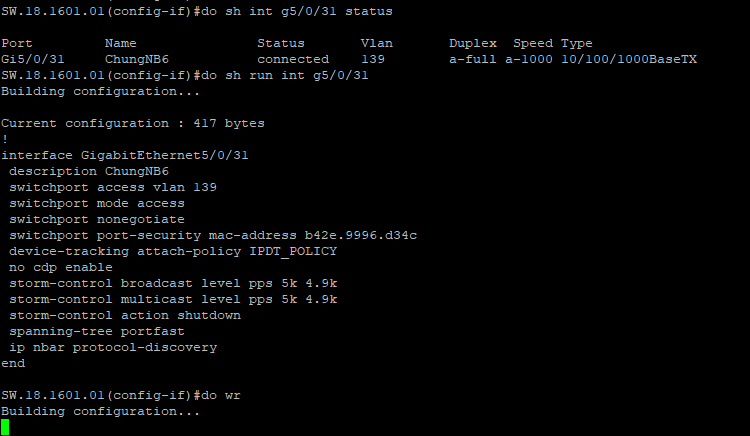 SW.18.1601.01(config-if)#do sh int g5/0/31 status
Port Name Status Vlan Duplex Speed Type
Gi5/0/31 ChungNB6 connected 139 a-full a-1000 10/100/1000BaseTX
SW.18.1601.01(config-if)#do sh run int g5/0/31
Building configuration...
Current configuration : 417 bytes
!
interface GigabitEthernet5/0/31
description ChungNB6
switchport access vlan 139
switchport mode access
switchport nonegotiate
switchport port-security mac-address b42e.9996.d34c
device-tracking attach-policy IPDT_POLICY
no cdp enable
storm-control broadcast level pps 5k 4.9k
storm-control multicast level pps 5k 4.9k
storm-control action shutdown
spanning-tree portfast
ip nbar protocol-discovery
end
SW.18.1601.01(config-if)#do wr
Building configuration...